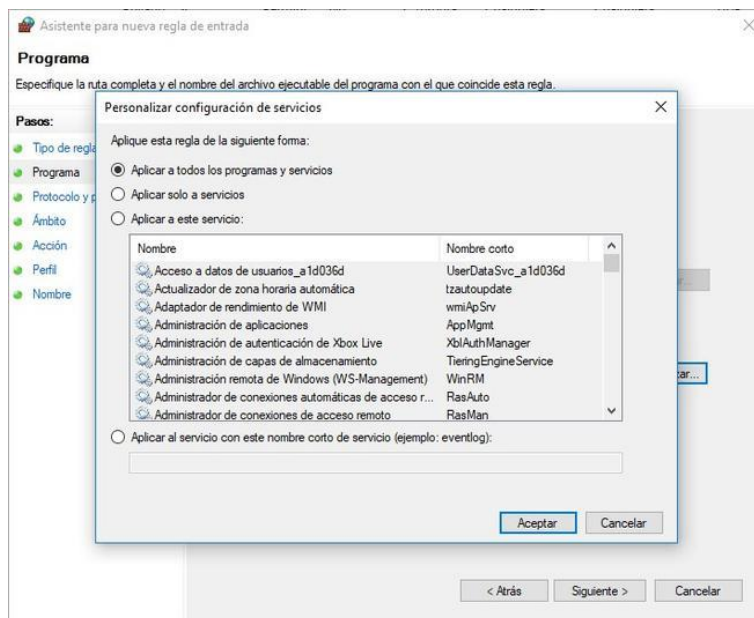 Asistente para nueva regla de entrada
Programa
Especifique la ruta completa y el nombre del archivo ejecutable del programa con el que coincide esta regla.
Pasos:
Tipo de regla
Programa
Protocolo y p
Ámbito
Acción
Perfil
Nombre
Personalizar configuración de servicios
Aplique esta regla de la siguiente forma:
Aplicar a todos los programas y servicios
Aplicar solo a servicios
Aplicar a este servicio:
Nombre Nombre corto
Acceso a datos de usuarios_a1d036d UserDataSvc_a1d036d
Actualizador de zona horaria automática tzautoupdate
Adaptador de rendimiento de WMI wmiApSrv
Administración de aplicaciones AppMgmt
Administración de autenticación de Xbox Live XblAuthManager
Administración de capas de almacenamiento TieringEngineService
Administración remota de Windows (WS-Management) WinRM
Administrador de conexiones automáticas de acceso r... RasAuto
Administrador de conexiones de acceso remoto RasMan
Aplicar al servicio con este nombre corto de servicio (ejemplo: eventlog):
Aceptar Cancelar
zar...
< Atrás Siguiente > Cancelar